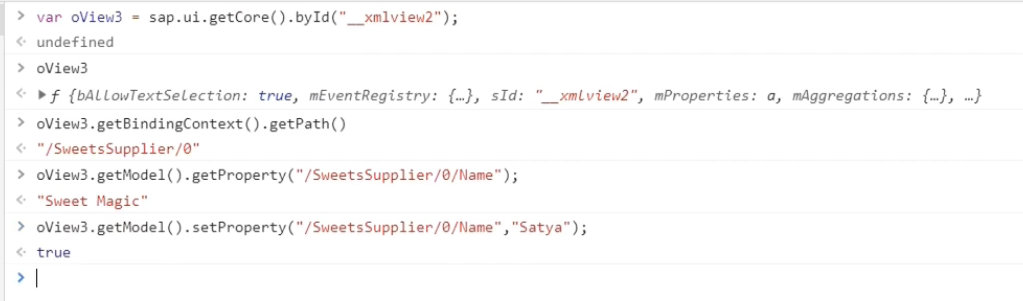 > var oView3 = sap.ui.getCore().byId("__xmlview2");
<· undefined
> oView3
<· ▶ƒ {bAllowTextSelection: true, mEventRegistry: {…}, sId: "__xmlview2", mProperties: a, mAggregations: {…}, …}
> oView3.getBindingContext().getPath()
<· "/SweetsSupplier/0"
> oView3.getModel().getProperty("/SweetsSupplier/0/Name");
<· "Sweet Magic"
> oView3.getModel().setProperty("/SweetsSupplier/0/Name","Satya");
<· true
>